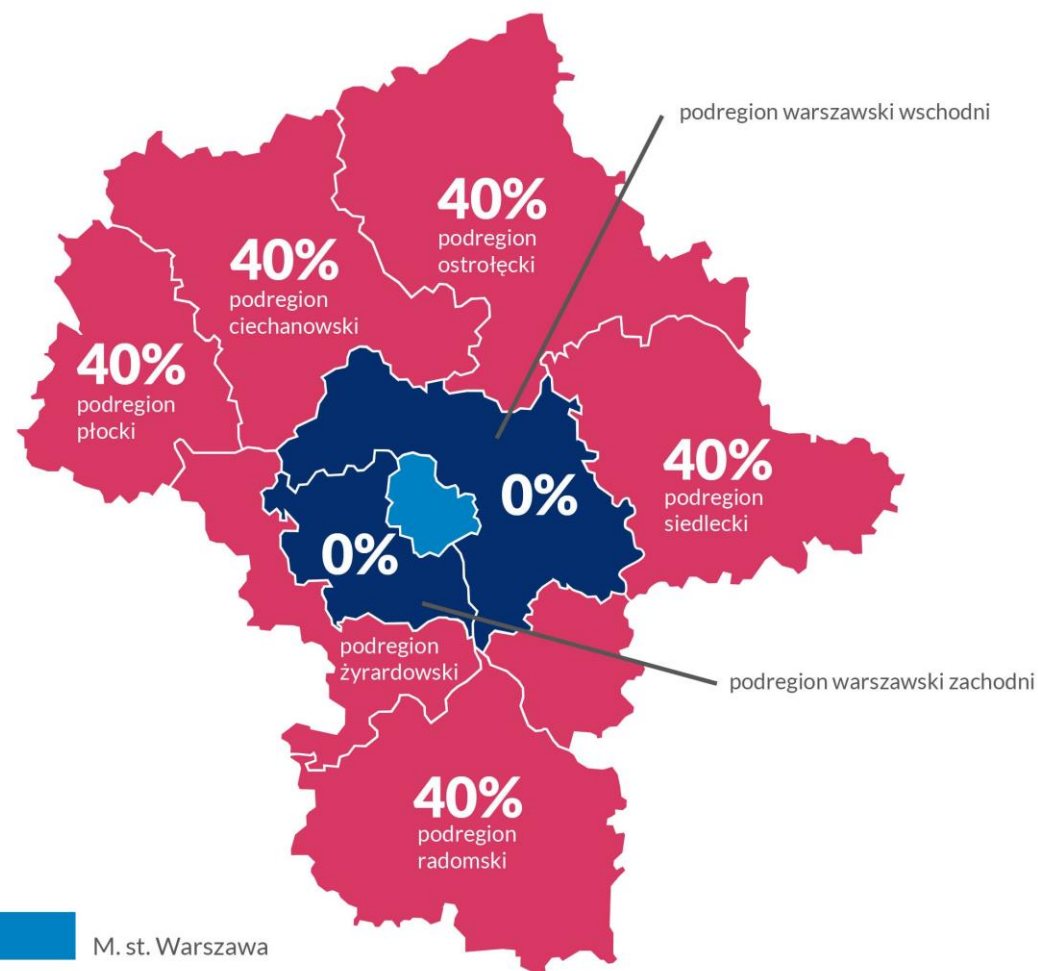 podregion warszawski wschodni
40%
podregion
ostrołęcki
40%
podregion
ciechanowski
40%
podregion
płocki
40%
podregion
siedlecki
0%
0%
podregion
żyrardowski
podregion warszawski zachodni
40%
podregion
radomski
M. st. Warszawa